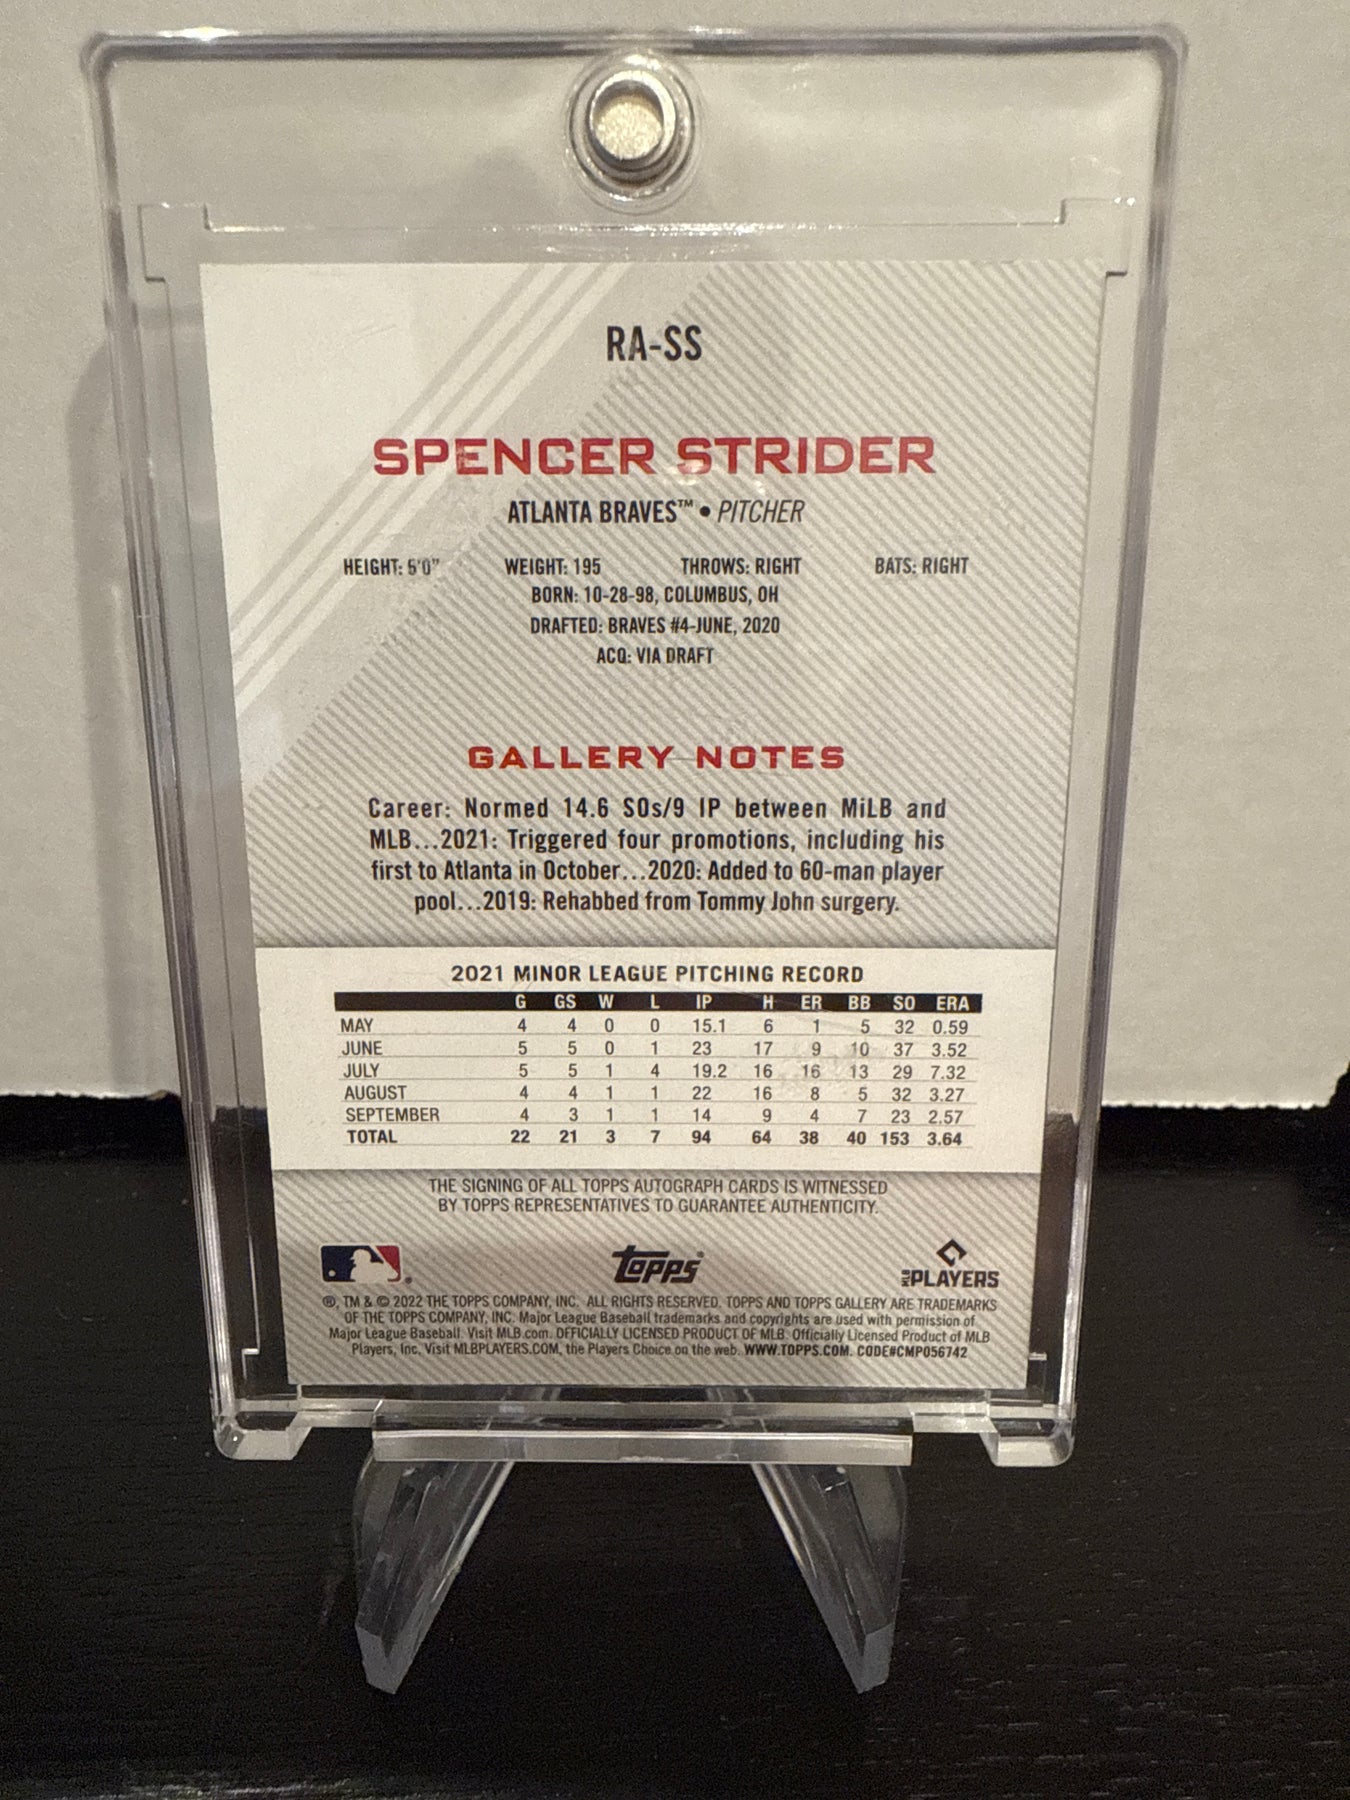 RA-SS
SPENCER STRIDER
ATLANTA BRAVES™ • PITCHER
HEIGHT: 6'0" WEIGHT: 195 THROWS: RIGHT BATS: RIGHT
BORN: 10-28-98, COLUMBUS, OH
DRAFTED: BRAVES #4-JUNE, 2020
ACQ: VIA DRAFT
GALLERY NOTES
Career: Normed 14.6 SOs/9 IP between MiLB and
MLB...2021: Triggered four promotions, including his
first to Atlanta in October...2020: Added to 60-man player
pool...2019: Rehabbed from Tommy John surgery.
2021 MINOR LEAGUE PITCHING RECORD
G GS W L IP H ER BB SO ERA
MAY 4 4 0 0 15.1 6 1 5 32 0.59
JUNE 5 5 0 1 23 17 9 10 37 3.52
JULY 5 5 1 4 19.2 16 16 13 29 7.32
AUGUST 4 4 1 1 22 16 8 5 32 3.27
SEPTEMBER 4 3 1 1 14 9 4 7 23 2.57
TOTAL 22 21 3 7 94 64 38 40 153 3.64
THE SIGNING OF ALL TOPPS AUTOGRAPH CARDS IS WITNESSED
BY TOPPS REPRESENTATIVES TO GUARANTEE AUTHENTICITY.
® topps® MLB PLAYERS
®, TM & © 2022 THE TOPPS COMPANY, INC. ALL RIGHTS RESERVED. TOPPS AND TOPPS GALLERY ARE TRADEMARKS
OF THE TOPPS COMPANY, INC. Major League Baseball trademarks and copyrights are used with permission of
Major League Baseball. Visit MLB.com. OFFICIALLY LICENSED PRODUCT OF MLB. Officially Licensed Product of MLB
Players, Inc. Visit MLBPLAYERS.COM, the Players Choice on the web. WWW.TOPPS.COM. CODE#CMP056742